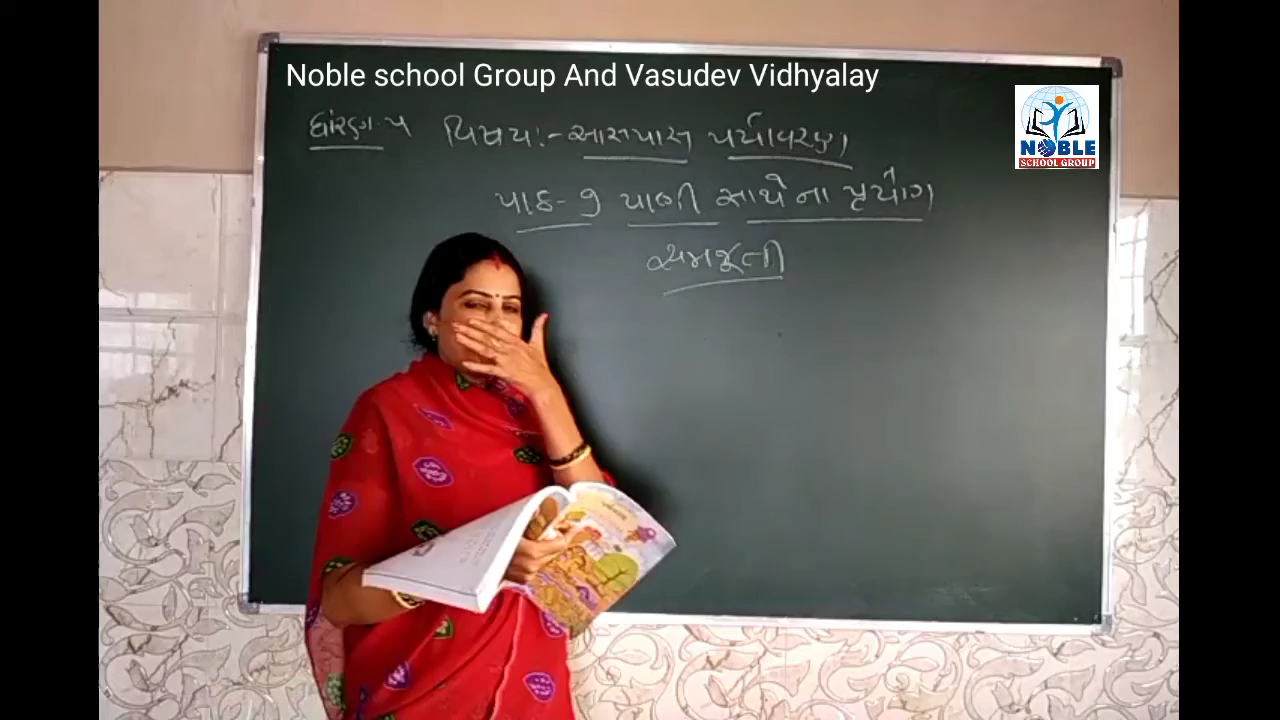 Noble school Group And Vasudev Vidhyalay
ધોરણ-૫ વિષય:- આસપાસ પર્યાવરણ
NOBLE
SCHOOL GROUP
પાઠ-૭ પાણી સાથેના પ્રયોગ
સમજૂતી